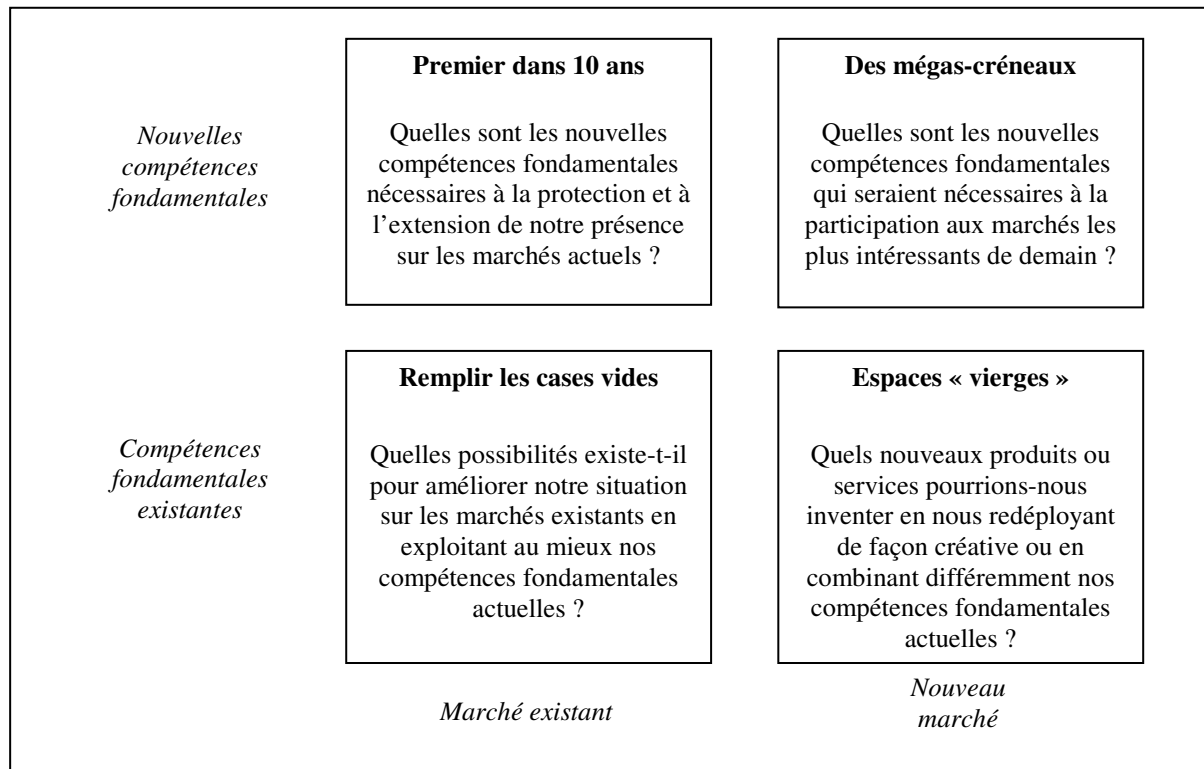 Premier dans 10 ans
Des mégas-créneaux
Nouvelles
compétences
fondamentales
Quelles sont les nouvelles
compétences fondamentales
nécessaires à la protection et à
l’extension de notre présence
sur les marchés actuels ?
Quelles sont les nouvelles
compétences fondamentales
qui seraient nécessaires à la
participation aux marchés les
plus intéressants de demain ?
Remplir les cases vides
Espaces « vierges »
Compétences
fondamentales
existantes
Quelles possibilités existe-t-il
pour améliorer notre situation
sur les marchés existants en
exploitant au mieux nos
compétences fondamentales
actuelles ?
Quels nouveaux produits ou
services pourrions-nous
inventer en nous redéployant
de façon créative ou en
combinant différemment nos
compétences fondamentales
actuelles ?
Marché existant
Nouveau
marché